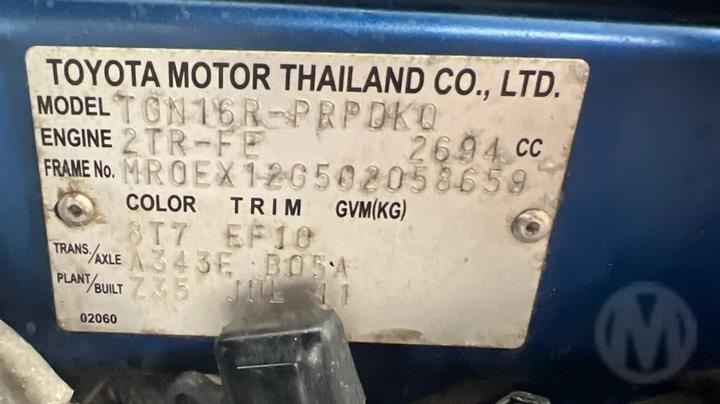 TOYOTA MOTOR THAILAND CO., LTD.
MODEL TGN16R-PRPDKQ
ENGINE 2TR-FE 2694 CC
FRAME No. MR0EX12G502058659
COLOR TRIM GVM(KG)
8T7 EF10
TRANS./AXLE A343E B05A
PLANT/BUILT Z35 JUL 11
02060
M